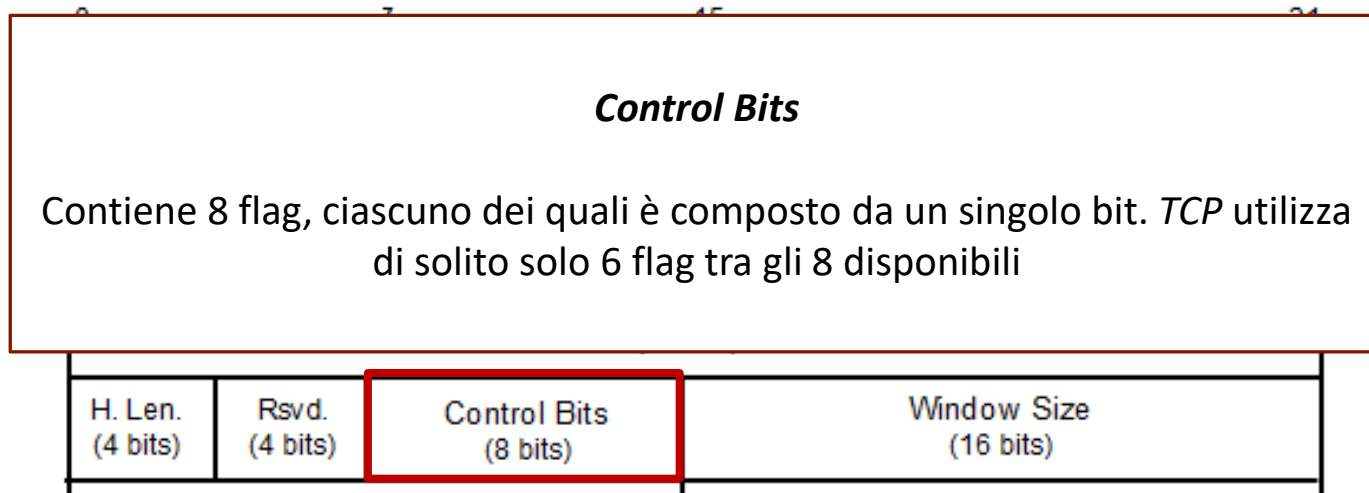 Control Bits
Contiene 8 flag, ciascuno dei quali è composto da un singolo bit. TCP utilizza
di solito solo 6 flag tra gli 8 disponibili
H. Len.
(4 bits)
Rsvd.
(4 bits)
Control Bits
(8 bits)
Window Size
(16 bits)